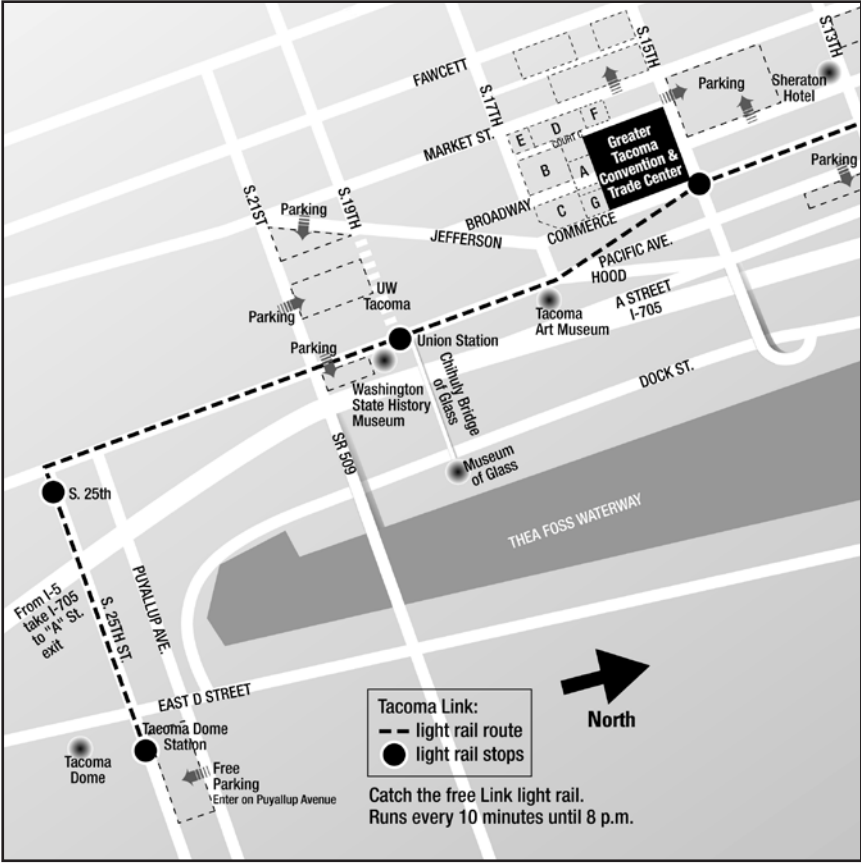 FAWCETT
S.17TH
S.15TH
S.13TH
Parking
Sheraton
Hotel
MARKET ST.
E
D
F
COURT C
B
A
C
G
Greater
Tacoma
Convention &
Trade Center
Parking
S.21ST
S.19TH
Parking
BROADWAY
JEFFERSON
COMMERCE
PACIFIC AVE.
HOOD
A STREET
I-705
UW
Tacoma
Parking
Tacoma
Art Museum
Union Station
Parking
Washington
State History
Museum
Chihuly Bridge
of Glass
DOCK ST.
SR 509
Museum
of Glass
S. 25th
THEA FOSS WATERWAY
From I-5
take I-705
to "A" St.
exit
S. 25TH ST.
PUYALLUP AVE.
EAST D STREET
Tacoma Dome
Station
Tacoma
Dome
Free
Parking
Enter on Puyallup Avenue
North
Tacoma Link:
light rail route
light rail stops
Catch the free Link light rail.
Runs every 10 minutes until 8 p.m.